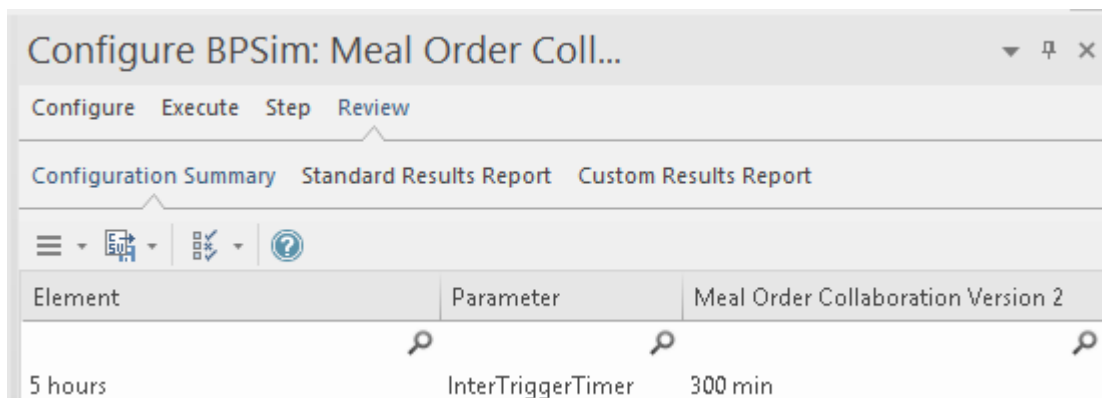 Configure BPSim: Meal Order Coll...
Configure Execute Step Review
Configuration Summary Standard Results Report Custom Results Report
Element Parameter Meal Order Collaboration Version 2
5 hours InterTriggerTimer 300 min